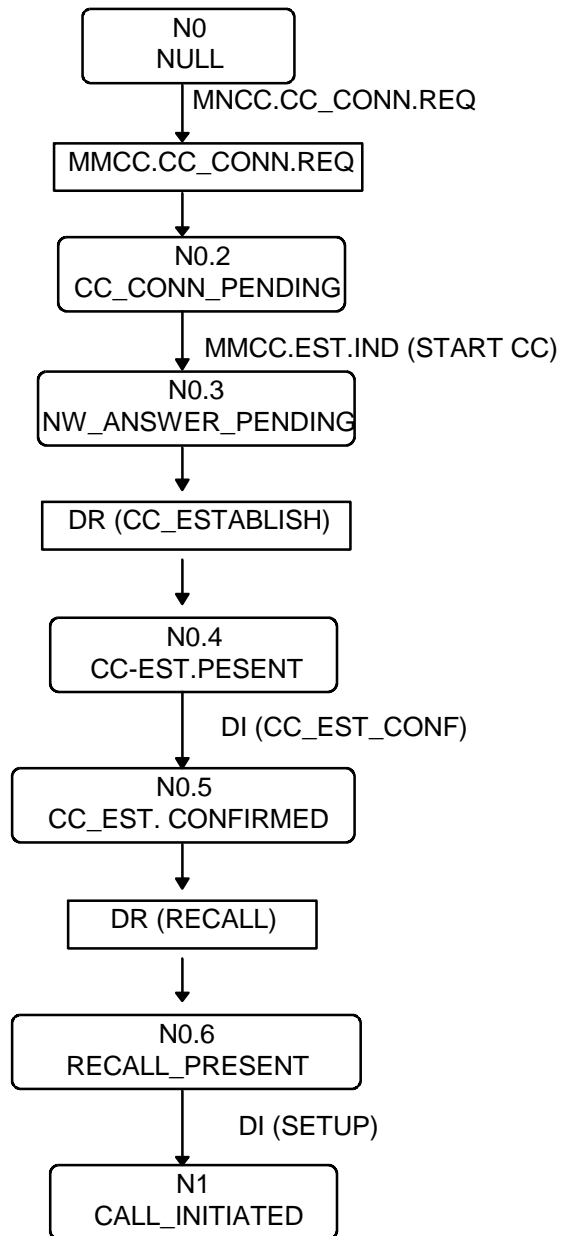 N0
NULL
MNCC.CC_CONN.REQ
MMCC.CC_CONN.REQ
N0.2
CC_CONN_PENDING
MMCC.EST.IND (START CC)
N0.3
NW_ANSWER_PENDING
DR (CC_ESTABLISH)
N0.4
CC-EST.PESENT
DI (CC_EST_CONF)
N0.5
CC_EST. CONFIRMED
DR (RECALL)
N0.6
RECALL_PRESENT
DI (SETUP)
N1
CALL_INITIATED